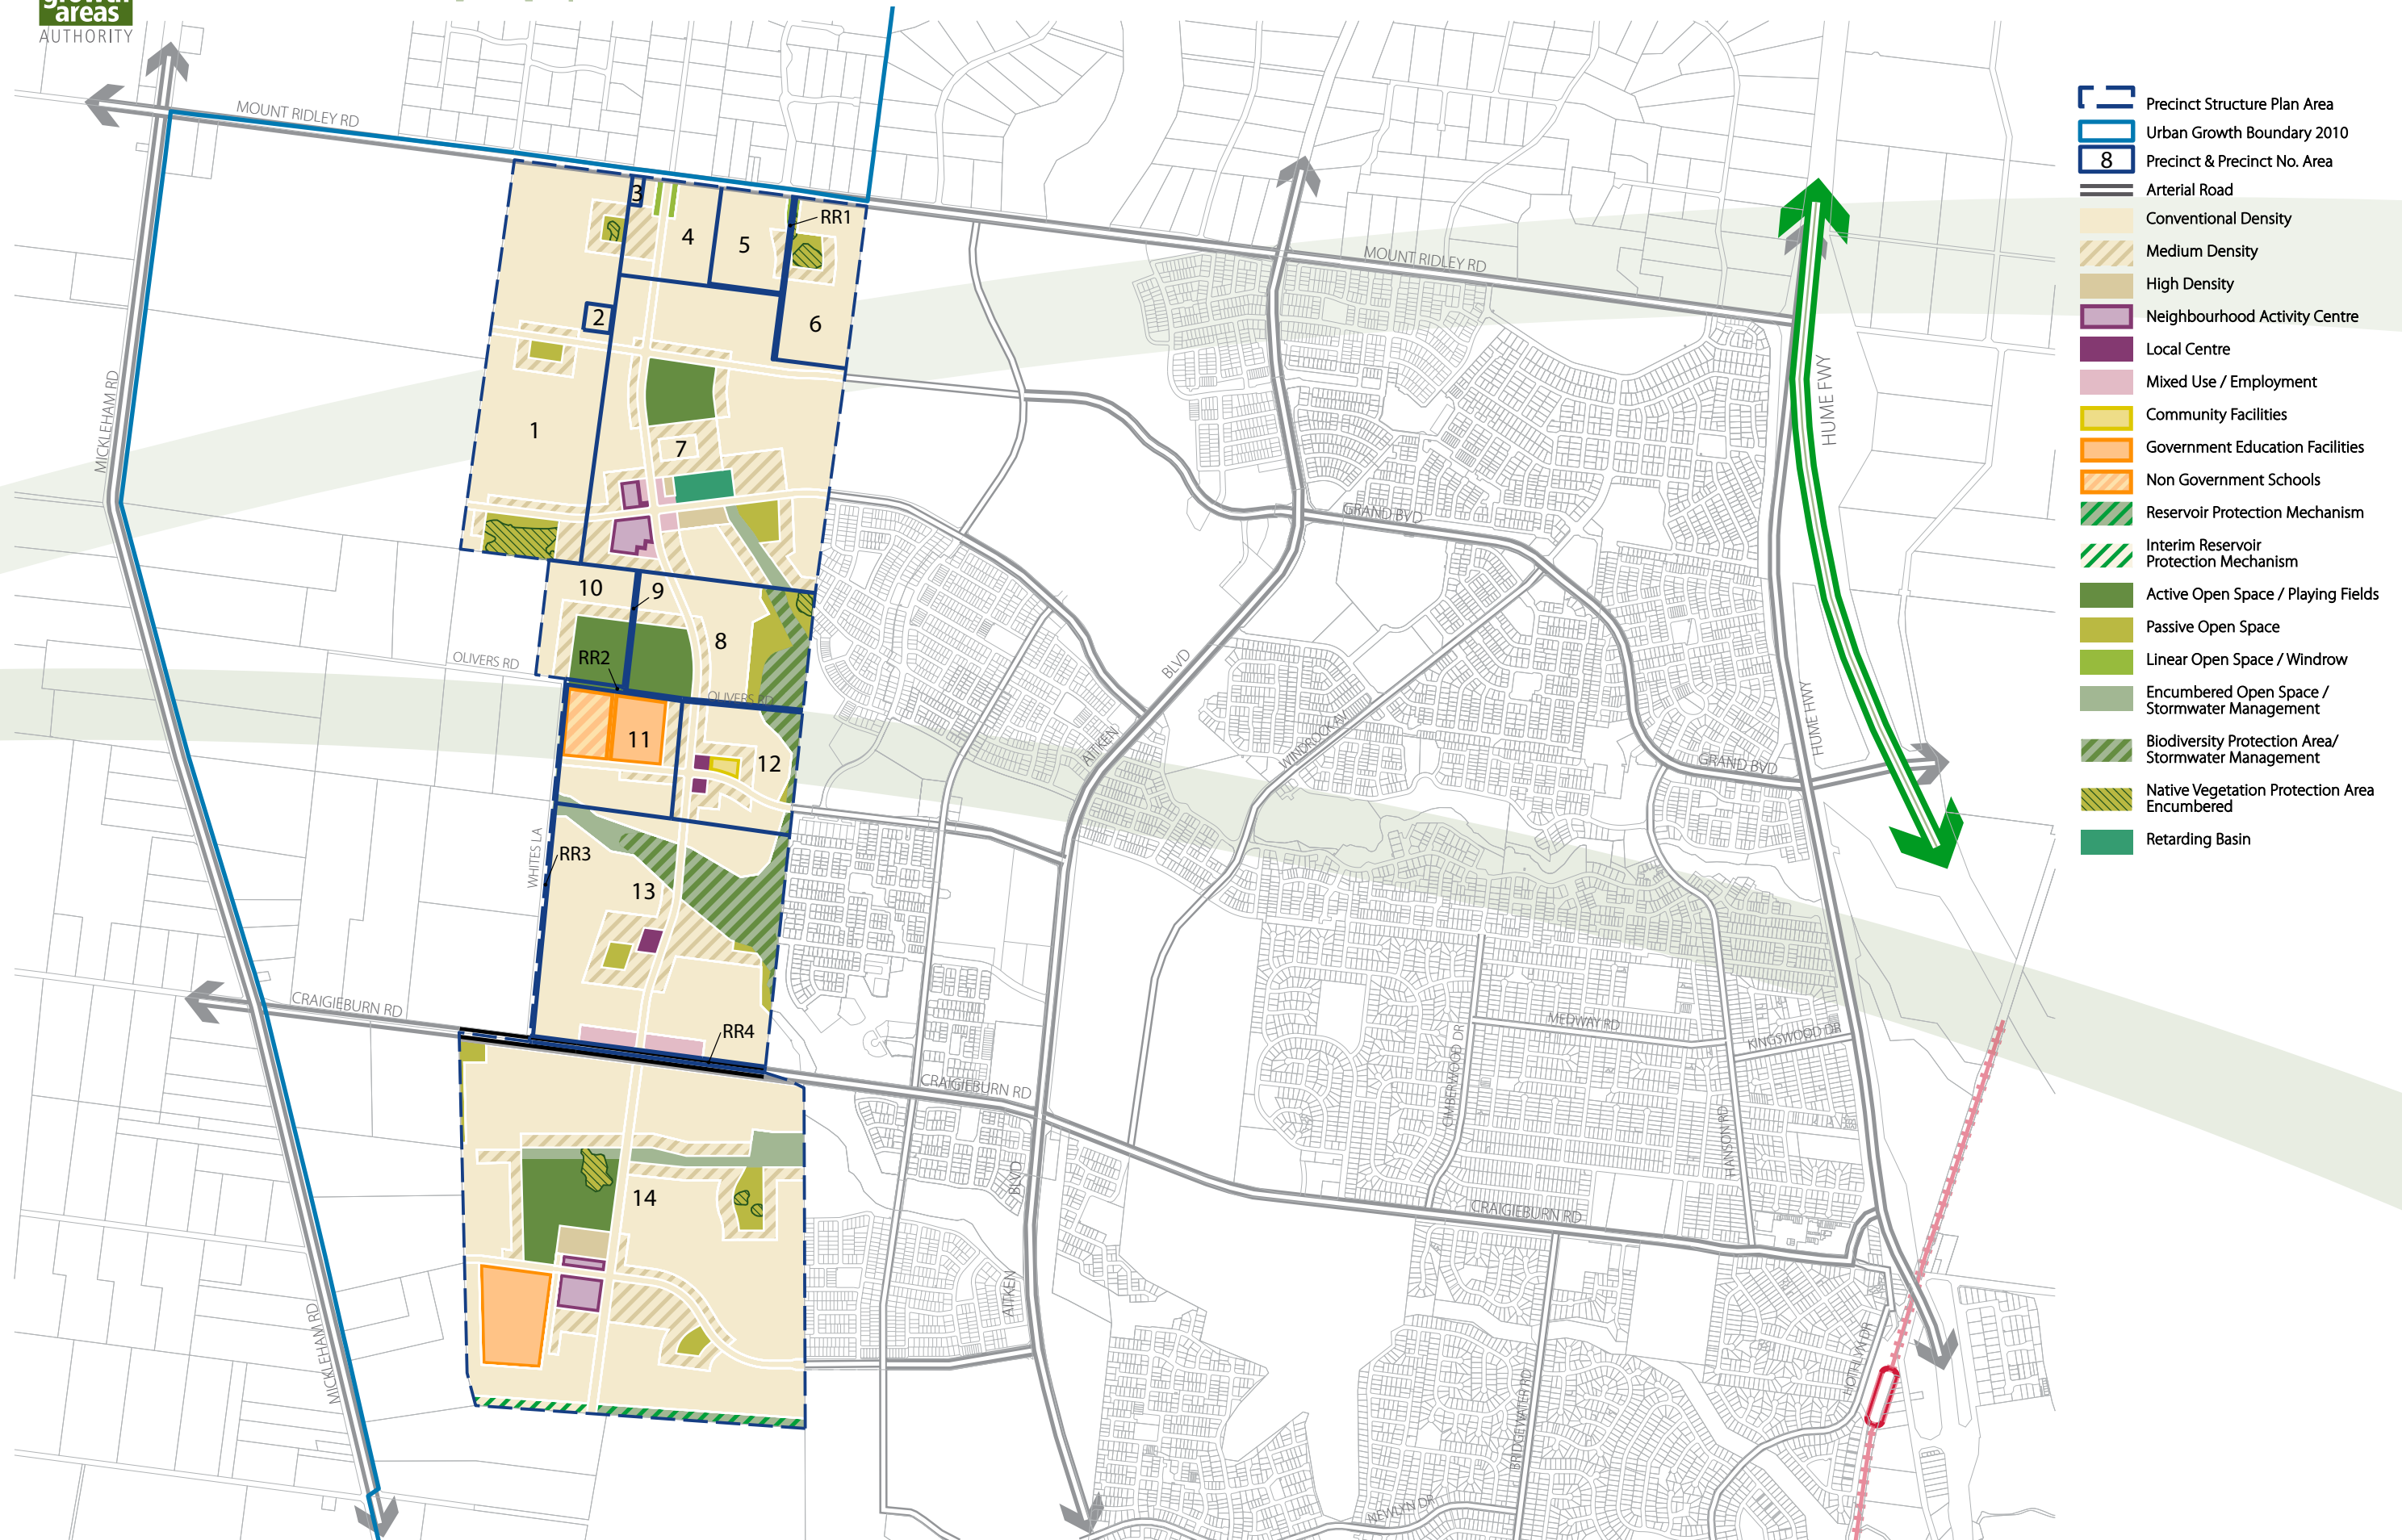 growth
areas
AUTHORITY
MOUNT RIDLEY RD
MOUNT RIDLEY RD
MICKLEHAM RD
MICKLEHAM RD
OLIVERS RD
OLIVERS RD
WHITES LA
CRAIGIEBURN RD
CRAIGIEBURN RD
CRAIGIEBURN RD
GRAND BVD
GRAND BVD
HUME FWY
HUME HWY
BLVD
AITKEN
BLVD
AITKEN
WINDROCK AV
MEDWAY RD
KINGSWOOD DR
CIMBERWOOD DR
HANSON RD
BRIDGEWATER RD
HOTHLYN DR
NEWLYN DR
1
2
3
4
5
6
7
8
9
10
11
12
13
14
RR1
RR2
RR3
RR4
Precinct Structure Plan Area
Urban Growth Boundary 2010
8
Precinct & Precinct No. Area
Arterial Road
Conventional Density
Medium Density
High Density
Neighbourhood Activity Centre
Local Centre
Mixed Use / Employment
Community Facilities
Government Education Facilities
Non Government Schools
Reservoir Protection Mechanism
Interim Reservoir
Protection Mechanism
Active Open Space / Playing Fields
Passive Open Space
Linear Open Space / Windrow
Encumbered Open Space /
Stormwater Management
Biodiversity Protection Area/
Stormwater Management
Native Vegetation Protection Area
Encumbered
Retarding Basin